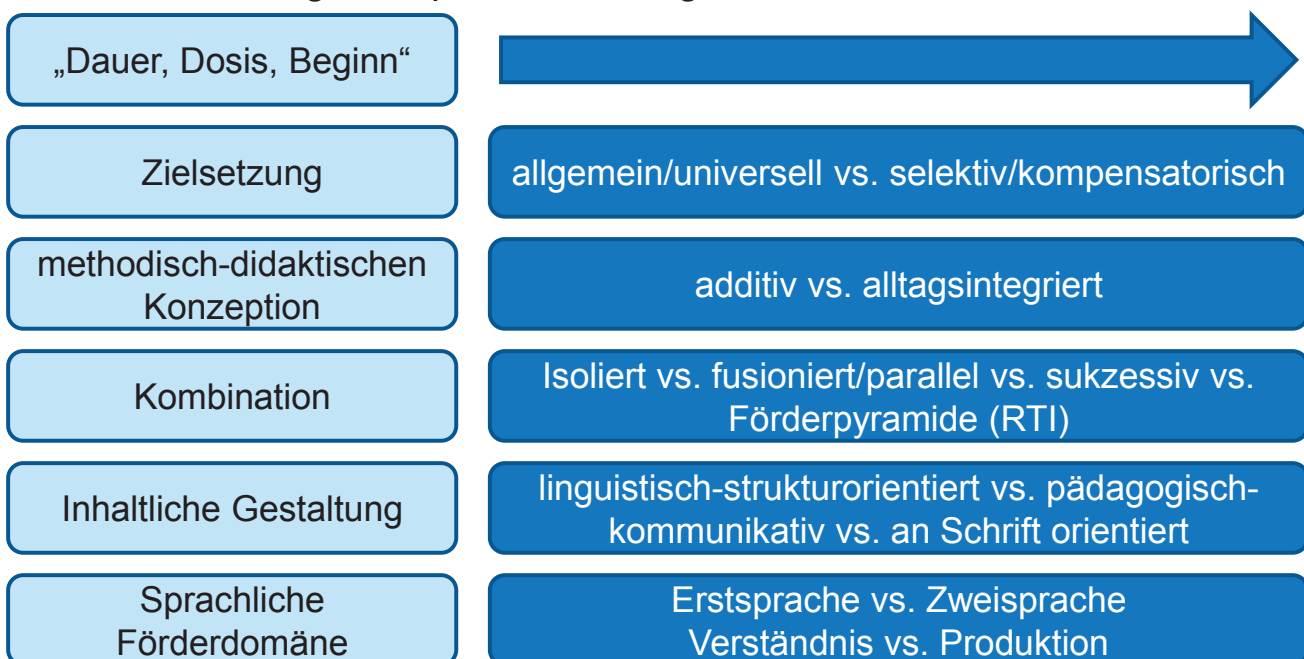 „Dauer, Dosis, Beginn“
Zielsetzung
allgemein/universell vs. selektiv/kompensatorisch
methodisch-didaktischen
Konzeption
additiv vs. alltagsintegriert
Kombination
Isoliert vs. fusioniert/parallel vs. sukzessiv vs.
Förderpyramide (RTI)
Inhaltliche Gestaltung
linguistisch-strukturorientiert vs. pädagogisch-
kommunikativ vs. an Schrift orientiert
Sprachliche
Förderdomäne
Erstsprache vs. Zweisprache
Verständnis vs. Produktion